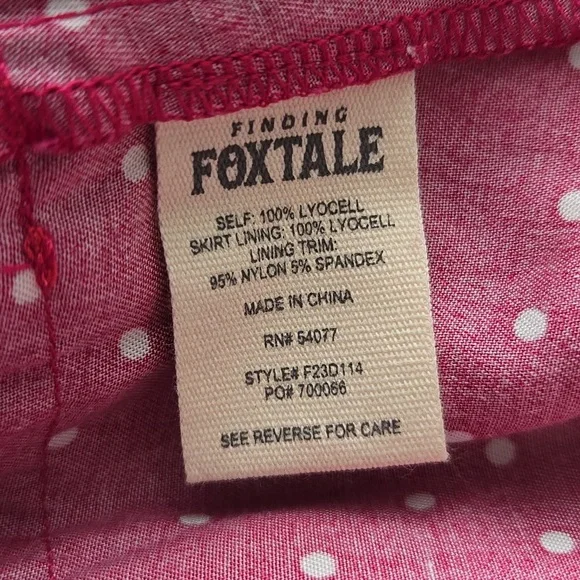 FINDING
FOXTALE
SELF: 100% LYOCELL
SKIRT LINING: 100% LYOCELL
LINING TRIM:
95% NYLON 5% SPANDEX
MADE IN CHINA
RN# 54077
STYLE# F23D114
PO# 700066
SEE REVERSE FOR CARE